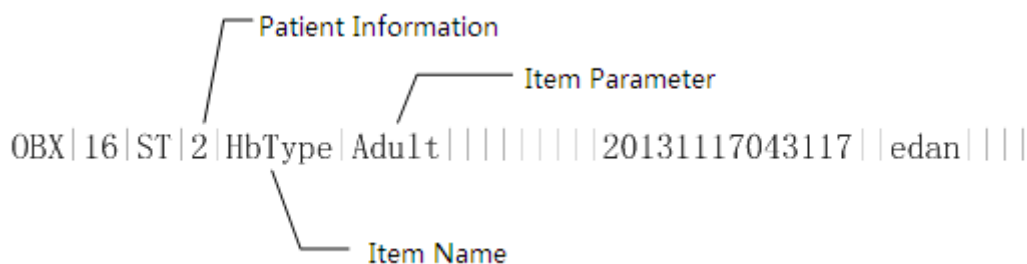 Patient Information
Item Parameter
OBX|16|ST|2|HbType|Adult|||||||||20131117043117||edan||||
Item Name